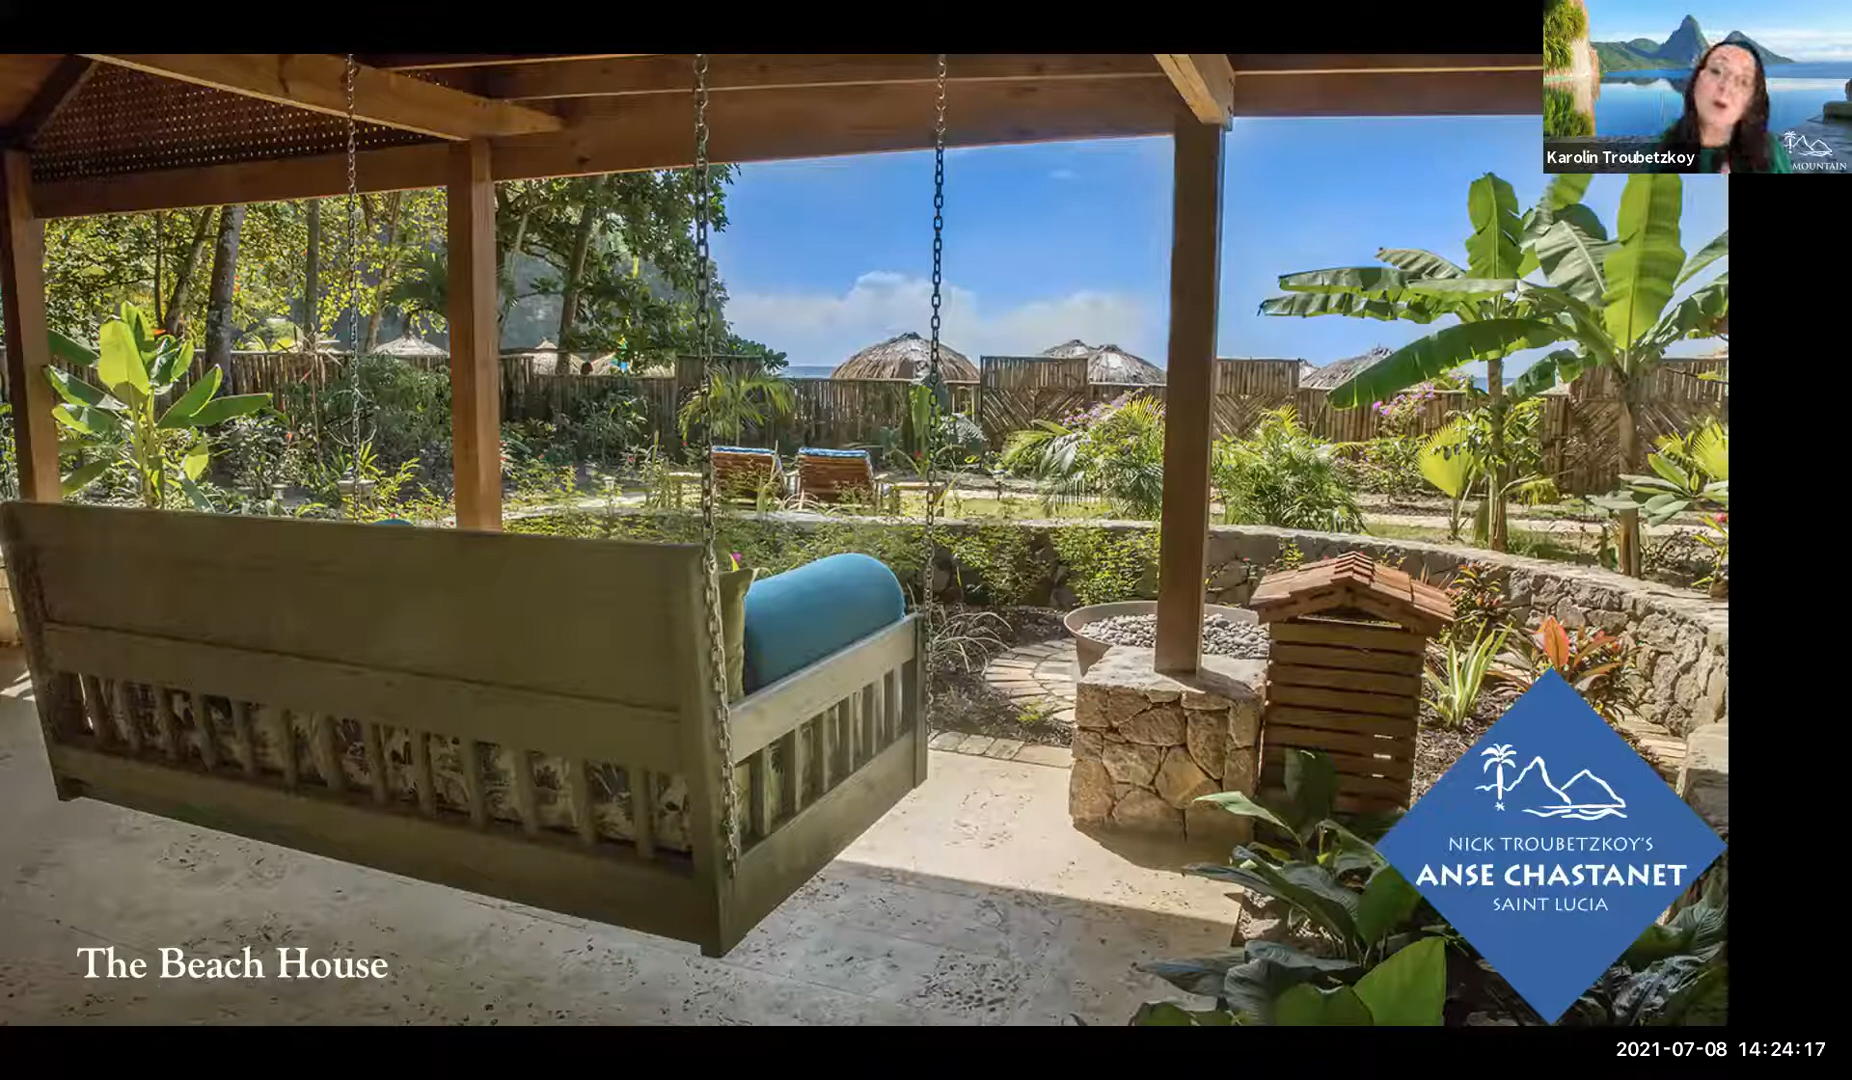 Karolin Troubetzkoy
MOUNTAIN
NICK TROUBETZKOY'S
ANSE CHASTANET
SAINT LUCIA
The Beach House
2021-07-08 14:24:17